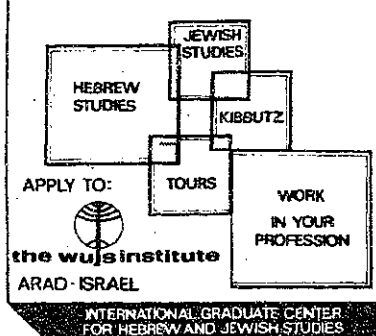 JEWISH
STUDIES
HEBREW
STUDIES
KIBBUTZ
TOURS
WORK
IN YOUR
PROFESSION
APPLY TO:
the wujs institute
ARAD - ISRAEL
INTERNATIONAL GRADUATE CENTER
FOR HEBREW AND JEWISH STUDIES